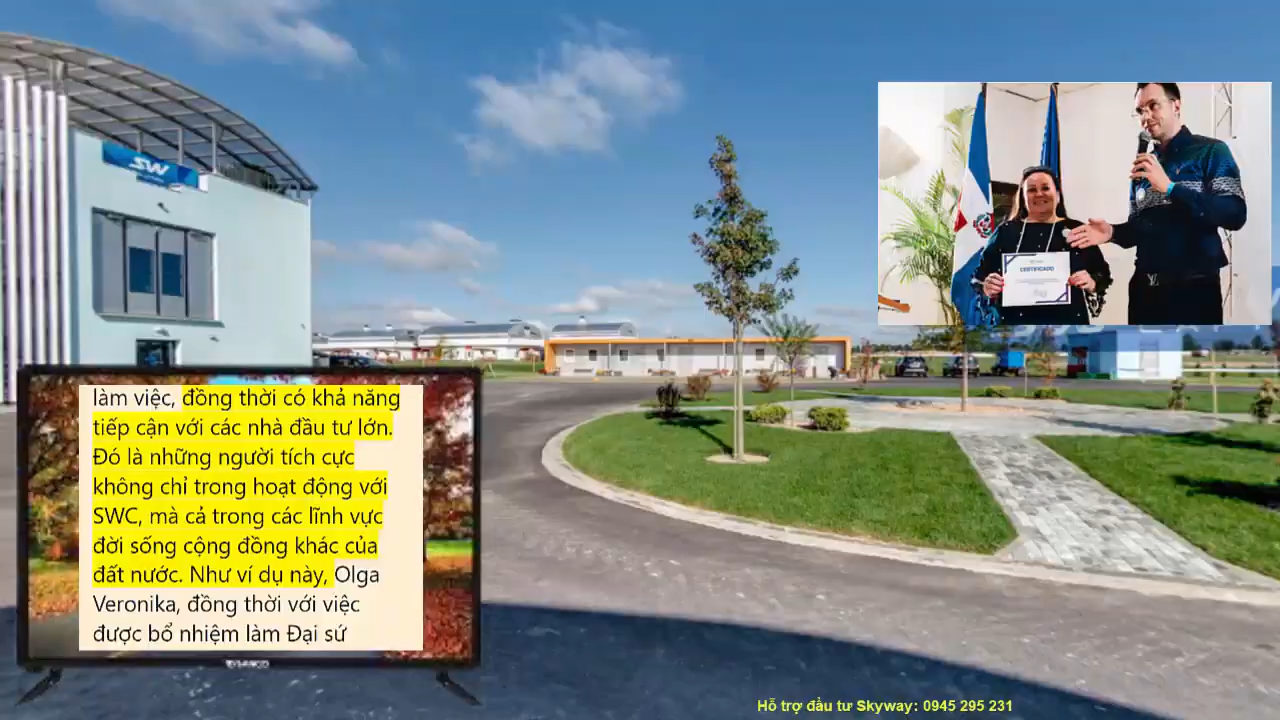 SW
CERTIFICADO
làm việc, đồng thời có khả năng
tiếp cận với các nhà đầu tư lớn.
Đó là những người tích cực
không chỉ trong hoạt động với
SWC, mà cả trong các lĩnh vực
đời sống cộng đồng khác của
đất nước. Như ví dụ này, Olga
Veronika, đồng thời với việc
được bổ nhiệm làm Đại sứ
Hỗ trợ đầu tư Skyway: 0945 295 231